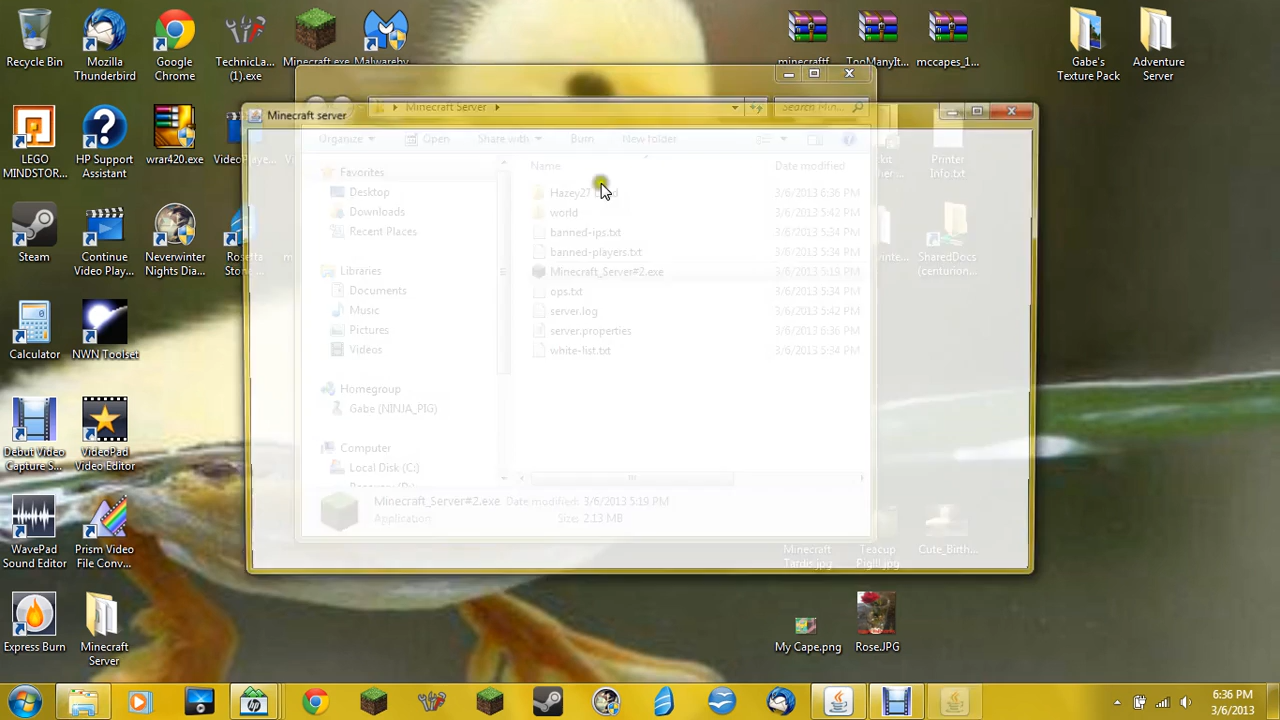 Recycle Bin
Mozilla Thunderbird
Google Chrome
TechnicLa... (1).exe
Minecraft.exe
Malwareby...
minecraftf...
TooManyIt...
mccapes_1...
Gabe's Texture Pack
Adventure Server
Minecraft server
Minecraft Server
Search Min...
Organize
Open
Share with
Burn
New folder
LEGO MINDSTOR...
HP Support Assistant
wrar420.exe
VideoPa
Printer Info.txt
Favorites
Desktop
Downloads
Recent Places
Libraries
Documents
Music
Pictures
Videos
Homegroup
Gabe (NINJA_PIG)
Computer
Local Disk (C:)
Name
Date modified
Hazey27
3/6/2013 6:36 PM
world
3/6/2013 5:42 PM
banned-ips.txt
3/6/2013 5:34 PM
banned-players.txt
3/6/2013 5:34 PM
Minecraft_Server#2.exe
3/6/2013 5:19 PM
ops.txt
3/6/2013 5:34 PM
server.log
3/6/2013 5:42 PM
server.properties
3/6/2013 6:36 PM
white-list.txt
3/6/2013 5:34 PM
Minecraft_Server#2.exe Date modified: 3/6/2013 5:19 PM
Application Size: 2.13 MB
Steam
Continue Video Play...
Neverwinter Nights Dia...
SharedDocs (centurion...
Calculator
NWN Toolset
Debut Video Capture S...
VideoPad Video Editor
WavePad Sound Editor
Prism Video File Conv...
Minecraft Tardis.jpg
Teacup PigIII.jpg
Cute_Birth...
Express Burn
Minecraft Server
My Cape.png
RoseJPG
6:36 PM
3/6/2013